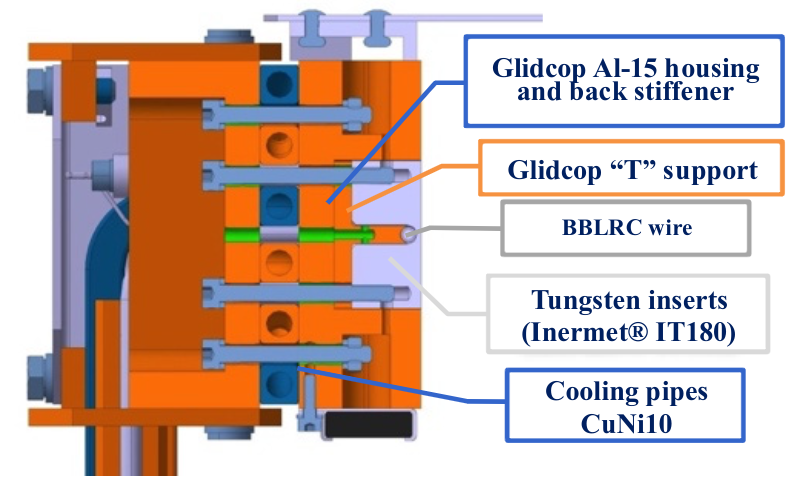 Glidcop Al-15 housing
and back stiffener
Glidcop “T” support
BBLRC wire
Tungsten inserts
(Inermet® IT180)
Cooling pipes
CuNi10